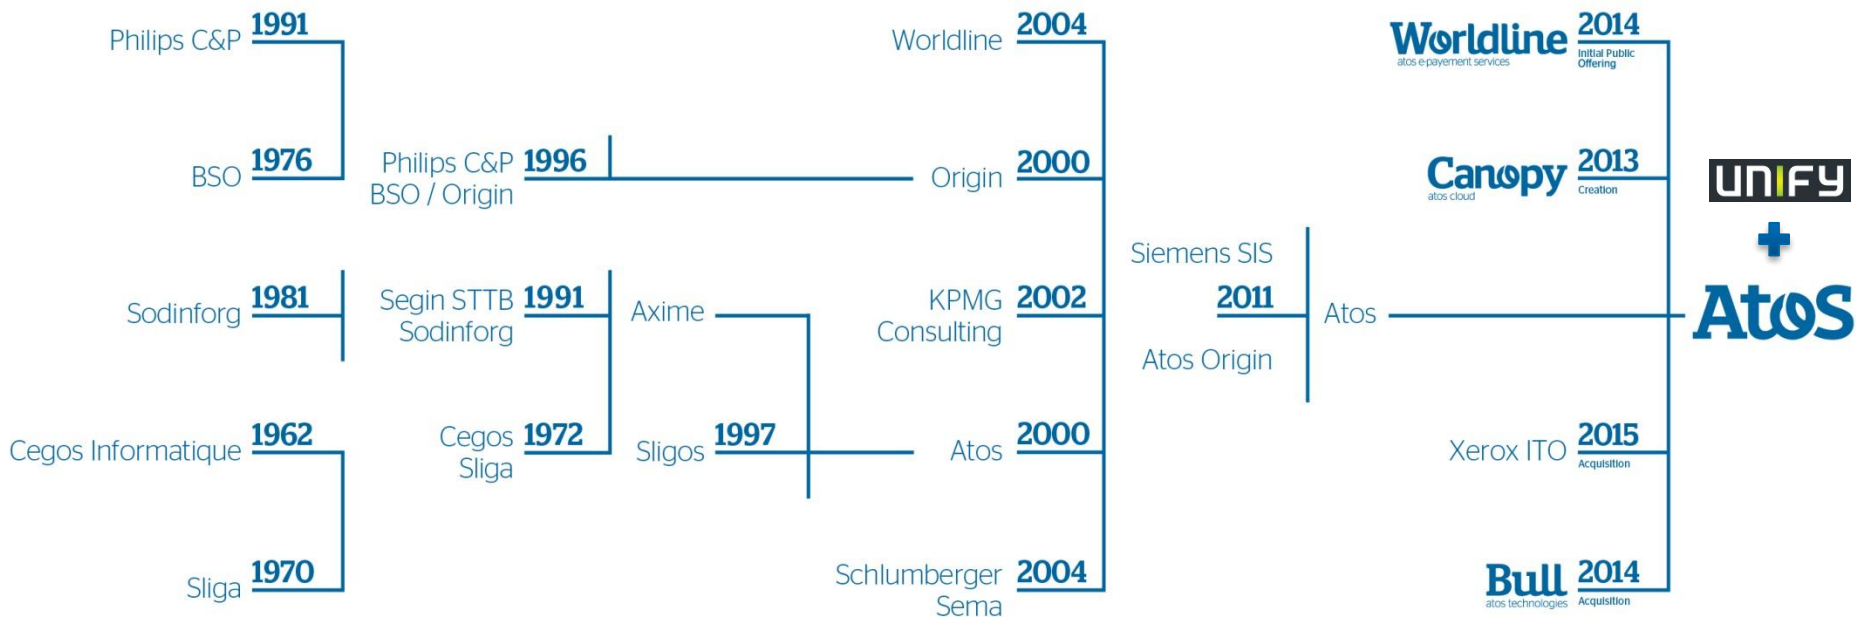 Philips C&P 1991
BSO 1976
Sodinforg 1981
Cegos Informatique 1962
Sliga 1970
Philips C&P 1996
BSO / Origin
Segin STTB 1991
Sodinforg
Cegos 1972
Sliga
Axime
Sligos 1997
Worldline 2004
Origin 2000
KPMG 2002
Consulting
Atos 2000
Schlumberger 2004
Sema
Siemens SIS
2011
Atos Origin
Atos
Worldline 2014
atos e-payement services
Initial Public
Offering
Canopy 2013
atos cloud
Creation
Xerox ITO 2015
Acquisition
Bull 2014
atos technologies
Acquisition
UNIFY
Atos